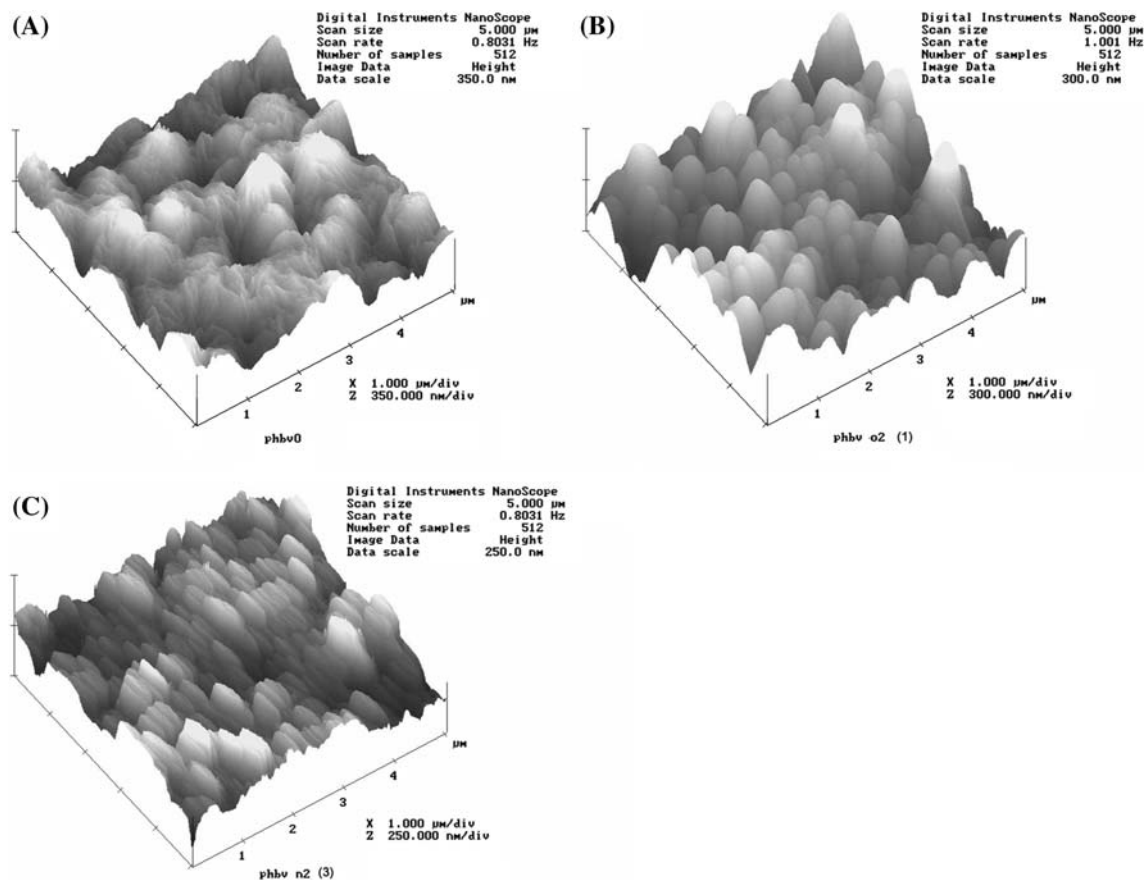 (A)
Digital Instruments NanoScope
Scan size 5.000 µm
Scan rate 0.8031 Hz
Number of samples 512
Image Data Height
Data scale 350.0 nm
µm
4
3
2
1
X 1.000 µm/div
Z 350.000 nm/div
phbv0
(B)
Digital Instruments NanoScope
Scan size 5.000 µm
Scan rate 1.001 Hz
Number of samples 512
Image Data Height
Data scale 300.0 nm
µm
4
3
2
1
X 1.000 µm/div
Z 300.000 nm/div
phbv o2 (1)
(C)
Digital Instruments NanoScope
Scan size 5.000 µm
Scan rate 0.8031 Hz
Number of samples 512
Image Data Height
Data scale 250.0 nm
µm
4
3
2
1
X 1.000 µm/div
Z 250.000 nm/div
phbv n2 (3)